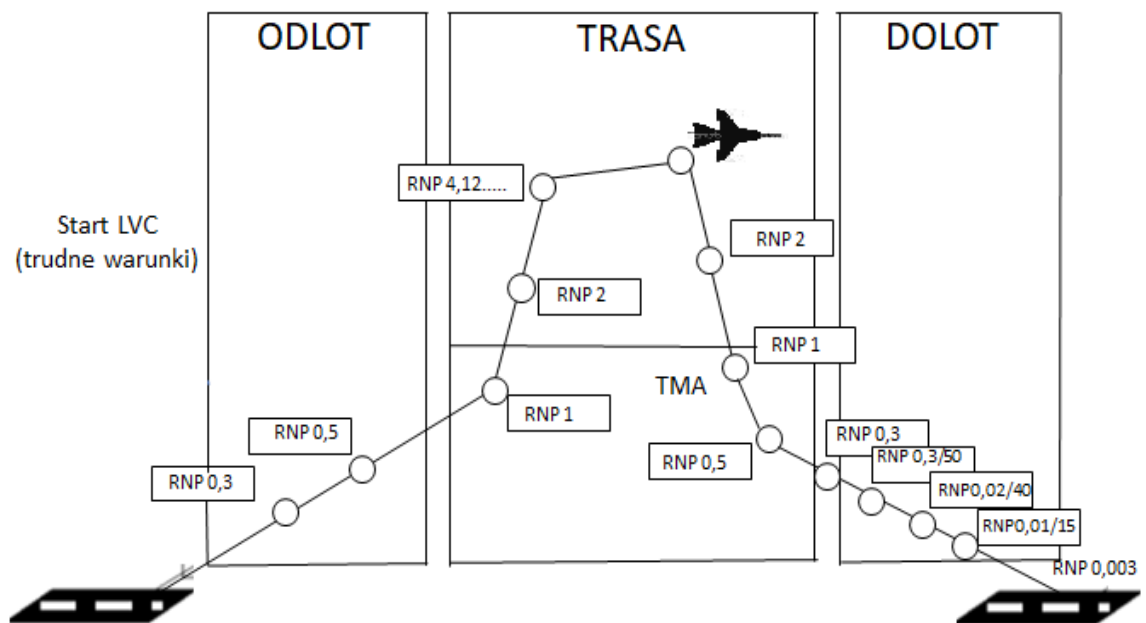 ODLOT
TRASA
DOLOT
Start LVC
(trudne warunki)
RNP 0,3
RNP 0,5
RNP 1
RNP 2
RNP 4,12.....
RNP 2
RNP 1
TMA
RNP 0,5
RNP 0,3
RNP 0,3/50
RNP0,02/40
RNP0,01/15
RNP 0,003